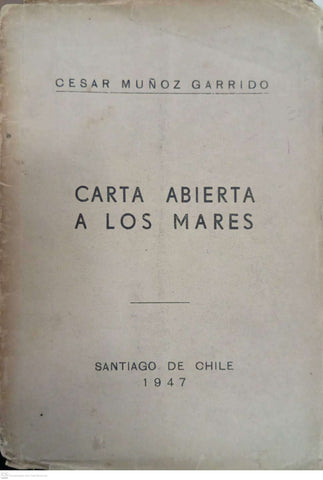 CESAR MUÑOZ GARRIDO
CARTA ABIERTA
A LOS MARES
SANTIAGO DE CHILE
1947